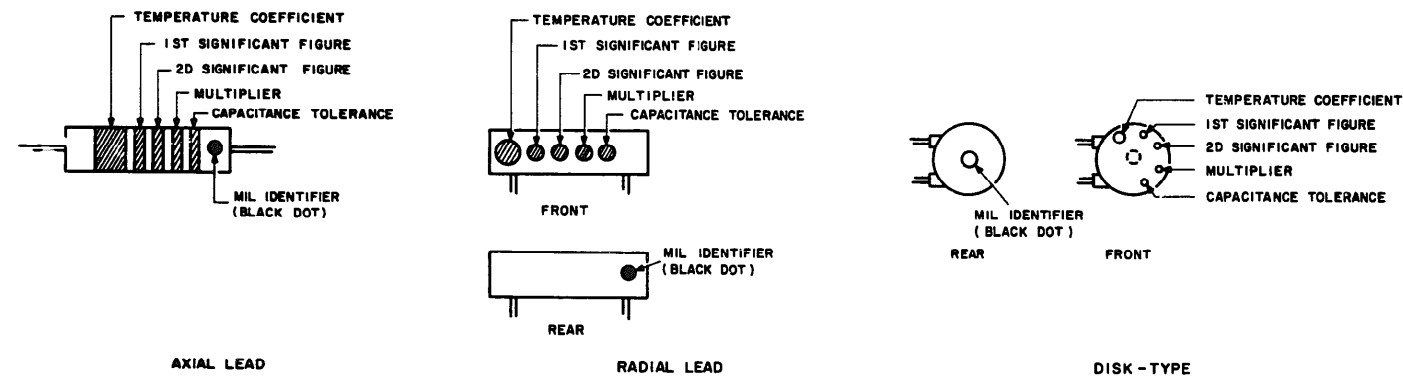 TEMPERATURE COEFFICIENT
1ST SIGNIFICANT FIGURE
2D SIGNIFICANT FIGURE
MULTIPLIER
CAPACITANCE TOLERANCE
MIL IDENTIFIER
(BLACK DOT)
AXIAL LEAD
TEMPERATURE COEFFICIENT
1ST SIGNIFICANT FIGURE
2D SIGNIFICANT FIGURE
MULTIPLIER
CAPACITANCE TOLERANCE
FRONT
MIL IDENTIFIER
(BLACK DOT)
REAR
RADIAL LEAD
MIL IDENTIFIER
(BLACK DOT)
REAR
TEMPERATURE COEFFICIENT
1ST SIGNIFICANT FIGURE
2D SIGNIFICANT FIGURE
MULTIPLIER
CAPACITANCE TOLERANCE
FRONT
DISK-TYPE